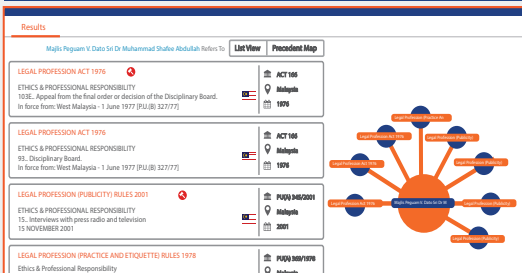 Results
Majlis Peguam V. Dato Sri Dr Muhammad Shafee Abdullah Refers To
List View
Precedent Map
LEGAL PROFESSION ACT 1976
ETHICS & PROFESSIONAL RESPONSIBILITY
103E.. Appeal from the final order or decision of the Disciplinary Board.
In force from: West Malaysia - 1 June 1977 [P.U.(B) 327/77]
ACT 166
Malaysia
1976
LEGAL PROFESSION ACT 1976
ETHICS & PROFESSIONAL RESPONSIBILITY
93.. Disciplinary Board.
In force from: West Malaysia - 1 June 1977 [P.U.(B) 327/77]
ACT 166
Malaysia
1976
LEGAL PROFESSION (PUBLICITY) RULES 2001
ETHICS & PROFESSIONAL RESPONSIBILITY
15.. Interviews with press radio and television
15 NOVEMBER 2001
PU(A) 345/2001
Malaysia
2001
LEGAL PROFESSION (PRACTICE AND ETIQUETTE) RULES 1978
Ethics & Professional Responsibility
PU(A) 369/1978
Malaysia
Legal Profession (Practice An
Legal Profession Act 1976
Legal Profession (Publicity)
Legal Profession Act 1976
Legal Profession (Publicity)
Legal Profession Act 1976
Majlis Peguam V. Dato Sri Dr M
Legal Profession (Publicity)
Legal Profession (Publicity)